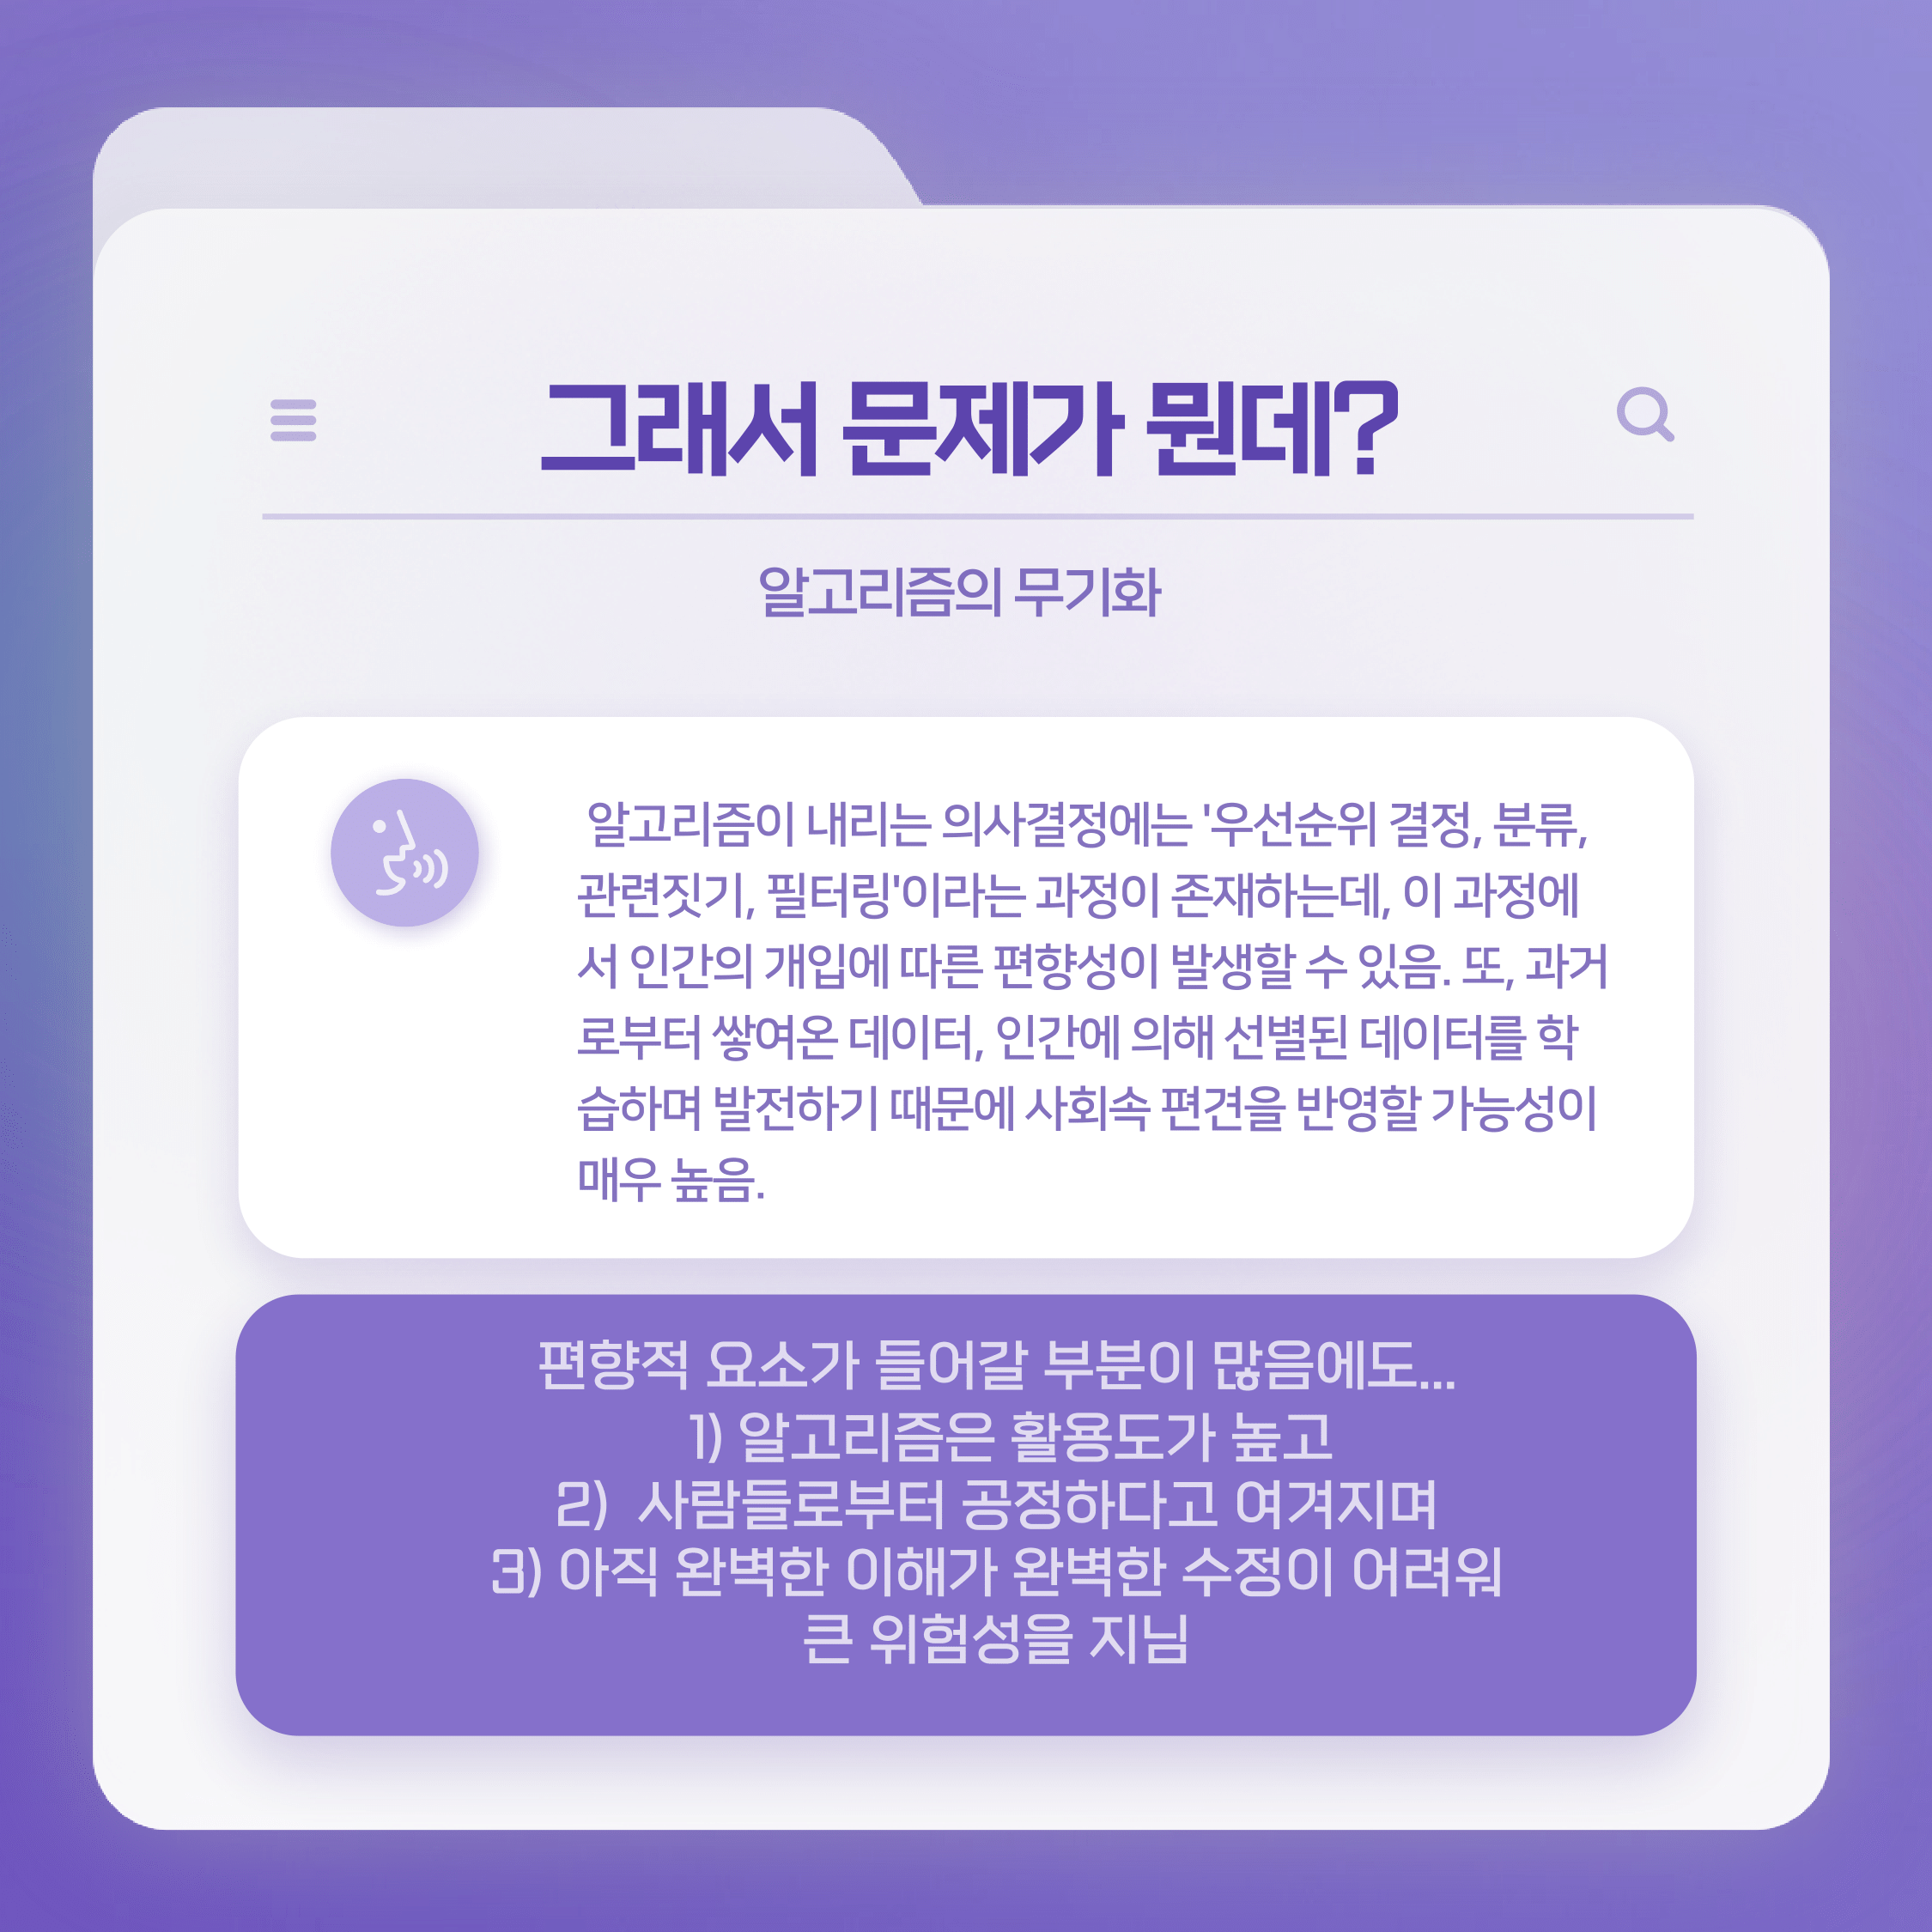 그래서 문제가 뭔데?
알고리즘의 무기화
알고리즘이 내리는 의사결정에는 '우선순위 결정, 분류,
관련짓기, 필터링'이라는 과정이 존재하는데, 이 과정에
서 인간의 개입에 따른 편향성이 발생할 수 있음. 또, 과거
로부터 쌓여온 데이터, 인간에 의해 선별된 데이터를 학
습하며 발전하기 때문에 사회속 편견을 반영할 가능성이
매우 높음.
편향적 요소가 들어갈 부분이 많음에도...
1) 알고리즘은 활용도가 높고
2) 사람들로부터 공정하다고 여겨지며
3) 아직 완벽한 이해가 완벽한 수정이 어려워
큰 위험성을 지님